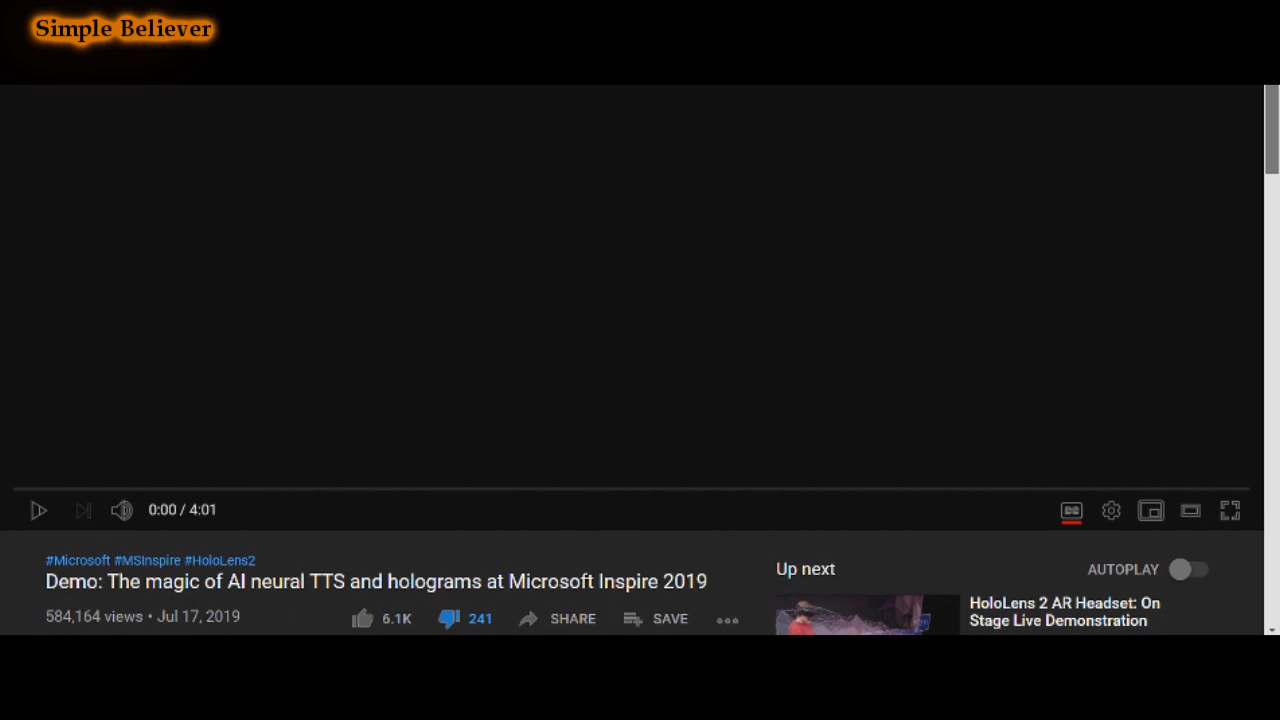 Simple Believer
0:00 / 4:01
#Microsoft #MSInspire #HoloLens2
Demo: The magic of AI neural TTS and holograms at Microsoft Inspire 2019
584,164 views • Jul 17, 2019
6.1K
241
SHARE
SAVE
Up next
AUTOPLAY
HoloLens 2 AR Headset: On
Stage Live Demonstration